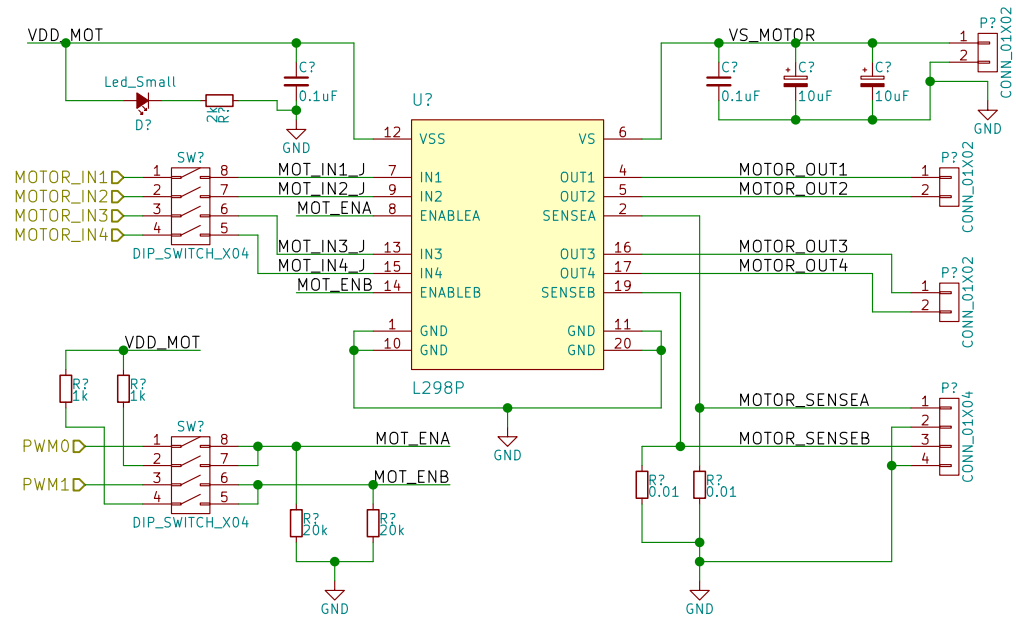 VDD_MOT
VS_MOTOR
P?
1
2
CONN_01X02
Led_Small
D?
2k
R?
C?
0.1uF
GND
U?
C?
0.1uF
C?
10uF
C?
10uF
GND
12 VSS
VS 6
SW?
MOTOR_IN1 1 8 MOT_IN1_J 7 IN1
MOTOR_IN2 2 7 MOT_IN2_J 9 IN2
MOTOR_IN3 3 6 MOT_ENA 8 ENABLEA
MOTOR_IN4 4 5
DIP_SWITCH_X04
MOT_IN3_J 13 IN3
MOT_IN4_J 15 IN4
MOT_ENB 14 ENABLEB
1 GND
10 GND
OUT1 4 MOTOR_OUT1 1
OUT2 5 MOTOR_OUT2 2
SENSEA 2
P?
CONN_01X02
OUT3 16 MOTOR_OUT3
OUT4 17 MOTOR_OUT4
SENSEB 19
P?
1
2
CONN_01X02
GND 11
GND 20
L298P
GND
VDD_MOT
R?
1k
R?
1k
SW?
PWM0 1 8 MOT_ENA
2 7
PWM1 3 6 MOT_ENB
4 5
DIP_SWITCH_X04
R?
20k
R?
20k
GND
P?
MOTOR_SENSEA 1
2
MOTOR_SENSEB 3
4
CONN_01X04
R?
0.01
R?
0.01
GND